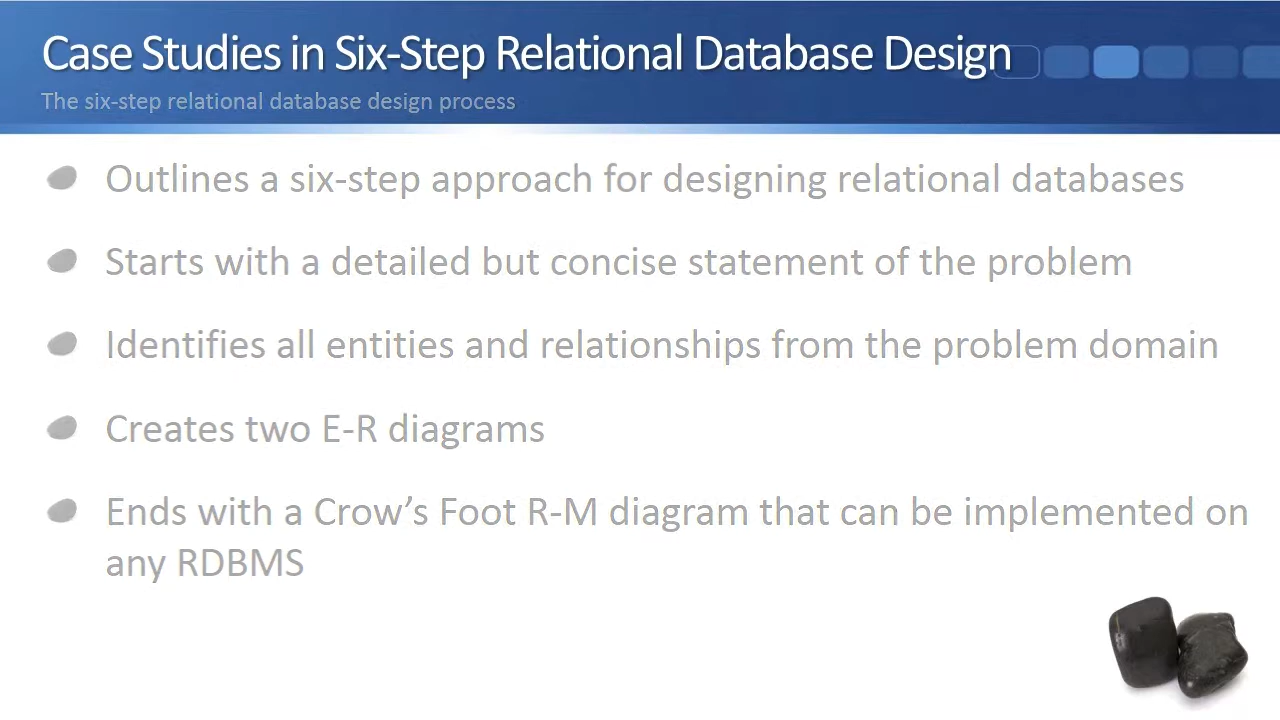 Case Studies in Six-Step Relational Database Design
The six-step relational database design process
Outlines a six-step approach for designing relational databases
Starts with a detailed but concise statement of the problem
Identifies all entities and relationships from the problem domain
Creates two E-R diagrams
Ends with a Crow’s Foot R-M diagram that can be implemented on
any RDBMS